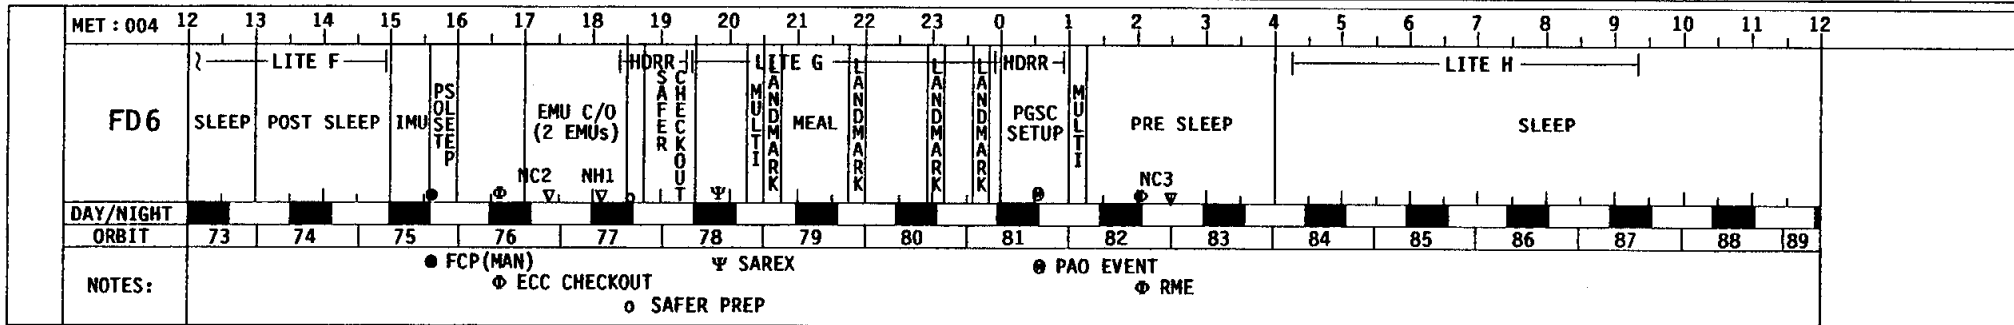 MET : 004 12 13 14 15 16 17 18 19 20 21 22 23 0 1 2 3 4 5 6 7 8 9 10 11 12
LITE F HDRR LITE G HDRR LITE H
FD6 SLEEP POST SLEEP IMU POST SLEEP EMU C/O (2 EMUs) SAFER CHECKOUT MULTI LANDMARK MEAL LANDMARK LANDMARK LANDMARK PGSC SETUP MULTI PRE SLEEP SLEEP
NC2 NH1 Ψ NC3
DAY/NIGHT
ORBIT 73 74 75 76 77 78 79 80 81 82 83 84 85 86 87 88 89
NOTES:
● FCP(MAN) Ψ SAREX Θ PAO EVENT
Φ ECC CHECKOUT Φ RME
o SAFER PREP